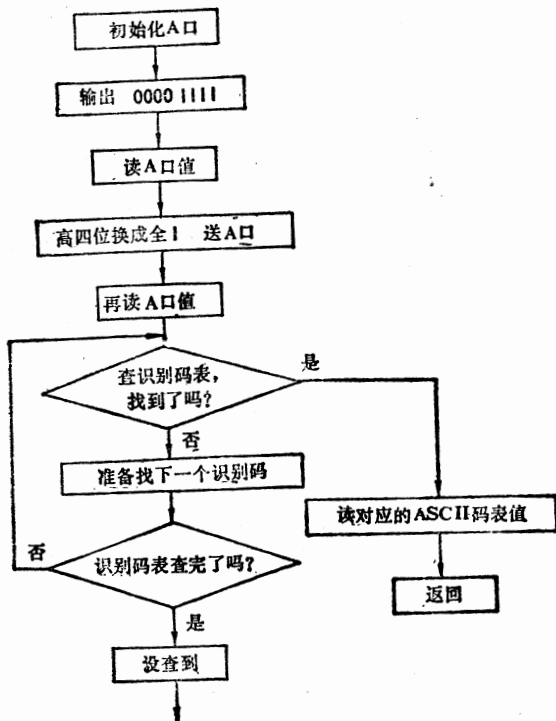 初始化A口
输出 00001111
读A口值
高四位换成全1 送A口
再读A口值
查识别码表，
找到了吗？
是
否
准备找下一个识别码
读对应的ASCII码表值
否
识别码表查完了吗？
返回
是
设查到